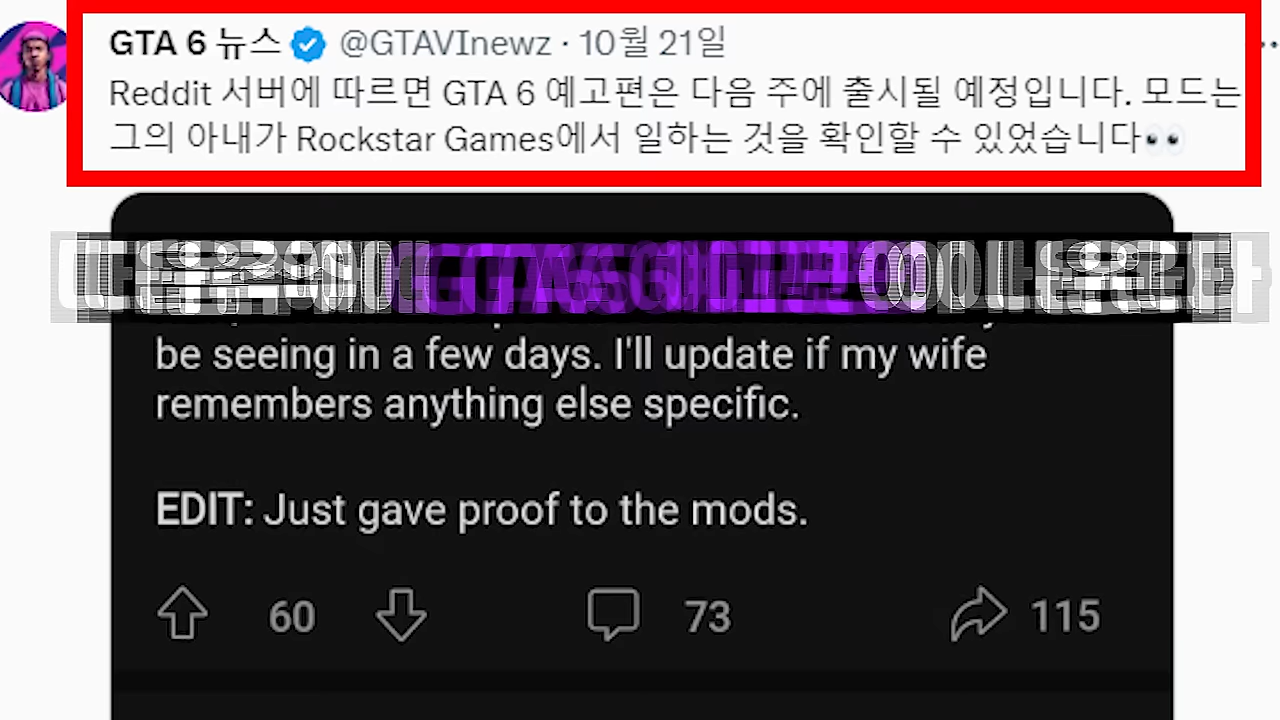 GTA 6 뉴스 @GTAVInewz · 10월 21일
Reddit 서버에 따르면 GTA 6 예고편은 다음 주에 출시될 예정입니다. 모드는
그의 아내가 Rockstar Games에서 일하는 것을 확인할 수 있었습니다👀
be seeing in a few days. I'll update if my wife
remembers anything else specific.
EDIT: Just gave proof to the mods.
60 73 115